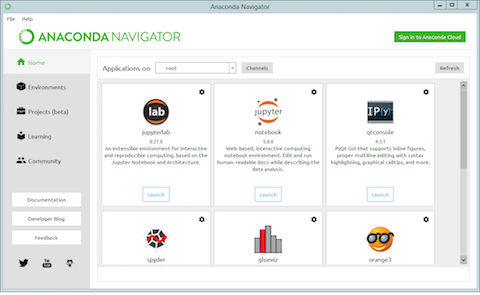 Anaconda Navigator
File Help
ANACONDA NAVIGATOR
Sign in to Anaconda Cloud
Home
Environments
Projects (beta)
Learning
Community
Documentation
Developer Blog
Feedback
Applications on root Channels Refresh
lab
jupyterlab
0.27.0
An extensible environment for interactive
and reproducible computing, based on the
Jupyter Notebook and Architecture.
Launch
jupyter
notebook
5.0.0
Web-based, interactive computing
notebook environment. Edit and run
human-readable docs while describing the
data analysis.
Launch
IP[y]
qtconsole
4.3.1
PyQt GUI that supports inline figures,
proper multiline editing with syntax
highlighting, graphical calltips, and more.
Launch
spyder
glueviz
orange3